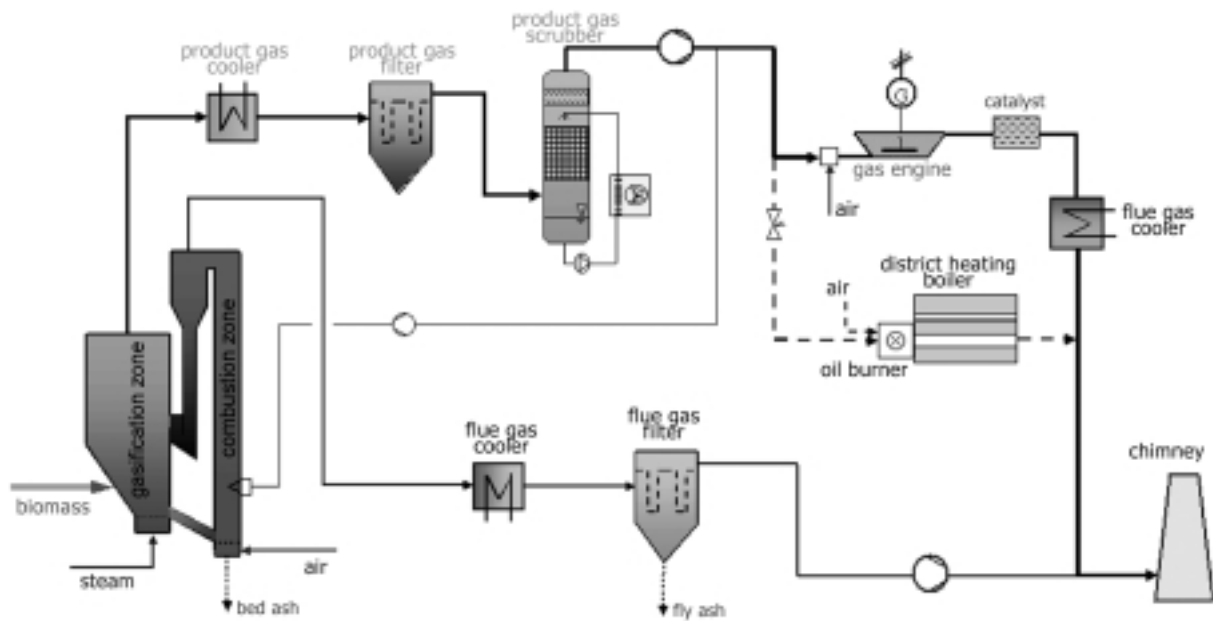 product gas
cooler
product gas
filter
product gas
scrubber
G
catalyst
gas engine
air
flue gas
cooler
district heating
boiler
air
oil burner
gasification zone
combustion zone
flue gas
cooler
flue gas
filter
chimney
biomass
steam
air
bed ash
fly ash